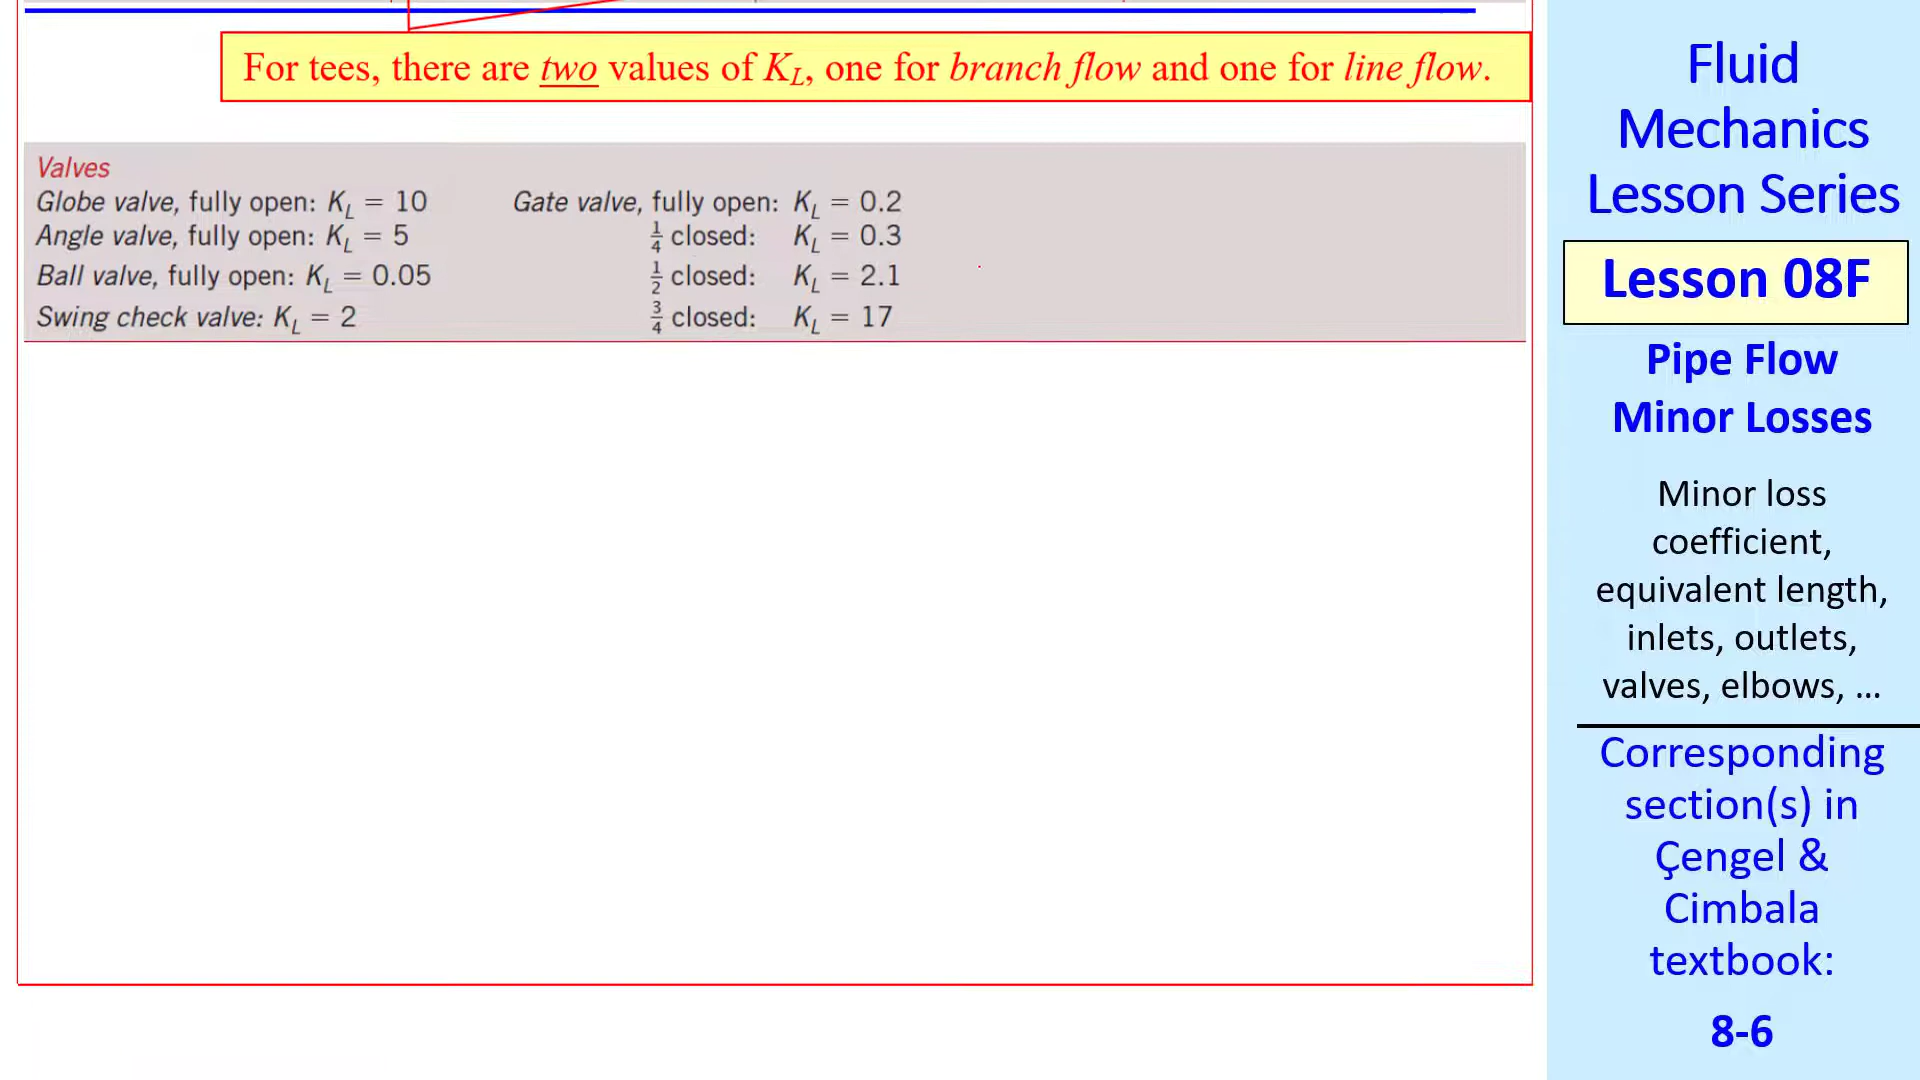 For tees, there are two values of K_L, one for branch flow and one for line flow.
Valves
Globe valve, fully open: K_L = 10
Angle valve, fully open: K_L = 5
Ball valve, fully open: K_L = 0.05
Swing check valve: K_L = 2
Gate valve, fully open: K_L = 0.2
1/4 closed: K_L = 0.3
1/2 closed: K_L = 2.1
3/4 closed: K_L = 17
Fluid
Mechanics
Lesson Series
Lesson 08F
Pipe Flow
Minor Losses
Minor loss
coefficient,
equivalent length,
inlets, outlets,
valves, elbows, ...
Corresponding
section(s) in
Çengel &
Cimbala
textbook:
8-6